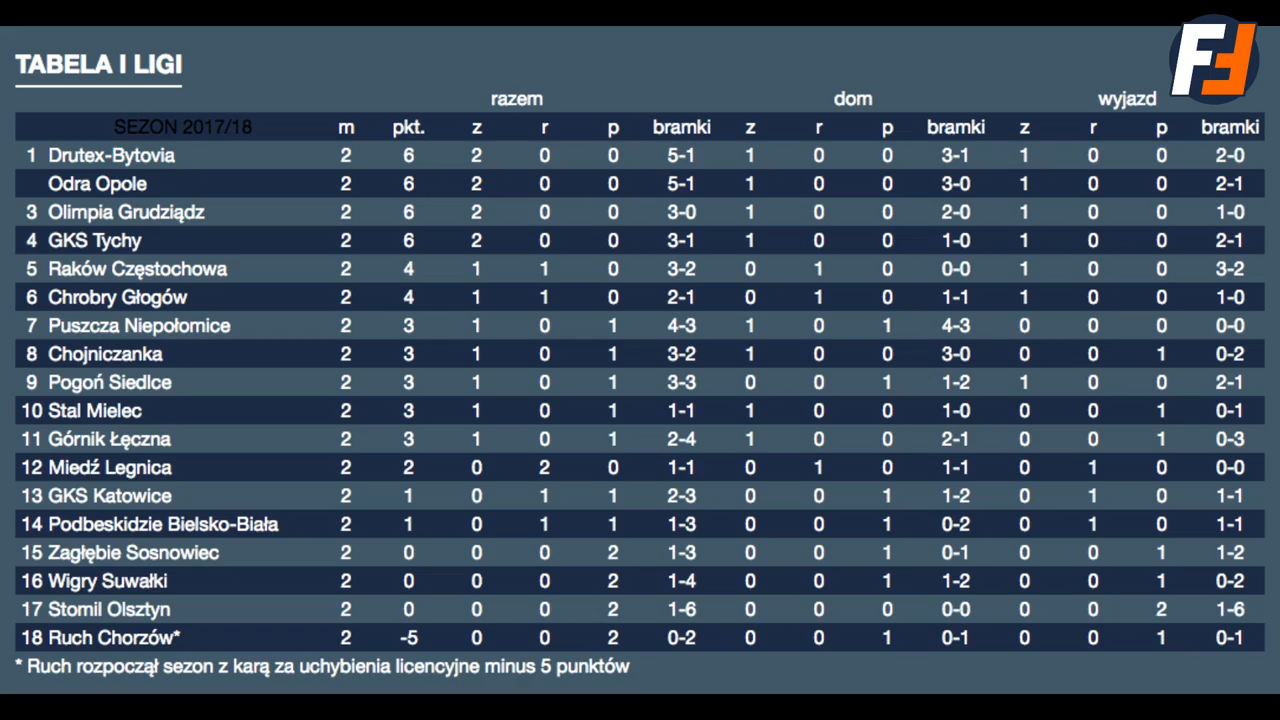 TABELA I LIGI
razem dom wyjazd
SEZON 2017/18 m pkt. z r p bramki z r p bramki z r p bramki
1 Drutex-Bytovia 2 6 2 0 0 5-1 1 0 0 3-1 1 0 0 2-0
Odra Opole 2 6 2 0 0 5-1 1 0 0 3-0 1 0 0 2-1
3 Olimpia Grudziądz 2 6 2 0 0 3-0 1 0 0 2-0 1 0 0 1-0
4 GKS Tychy 2 6 2 0 0 3-1 1 0 0 1-0 1 0 0 2-1
5 Raków Częstochowa 2 4 1 1 0 3-2 0 1 0 0-0 1 0 0 3-2
6 Chrobry Głogów 2 4 1 1 0 2-1 0 1 0 1-1 1 0 0 1-0
7 Puszcza Niepołomice 2 3 1 0 1 4-3 1 0 1 4-3 0 0 0 0-0
8 Chojniczanka 2 3 1 0 1 3-2 1 0 0 3-0 0 0 1 0-2
9 Pogoń Siedlce 2 3 1 0 1 3-3 0 0 1 1-2 1 0 0 2-1
10 Stal Mielec 2 3 1 0 1 1-1 1 0 0 1-0 0 0 1 0-1
11 Górnik Łęczna 2 3 1 0 1 2-4 1 0 0 2-1 0 0 1 0-3
12 Miedź Legnica 2 2 0 2 0 1-1 0 1 0 1-1 0 1 0 0-0
13 GKS Katowice 2 1 0 1 1 2-3 0 0 1 1-2 0 1 0 1-1
14 Podbeskidzie Bielsko-Biała 2 1 0 1 1 1-3 0 0 1 0-2 0 1 0 1-1
15 Zagłębie Sosnowiec 2 0 0 0 2 1-3 0 0 1 0-1 0 0 1 1-2
16 Wigry Suwałki 2 0 0 0 2 1-4 0 0 1 1-2 0 0 1 0-2
17 Stomil Olsztyn 2 0 0 0 2 1-6 0 0 0 0-0 0 0 2 1-6
18 Ruch Chorzów* 2 -5 0 0 2 0-2 0 0 1 0-1 0 0 1 0-1
* Ruch rozpoczął sezon z karą za uchybienia licencyjne minus 5 punktów